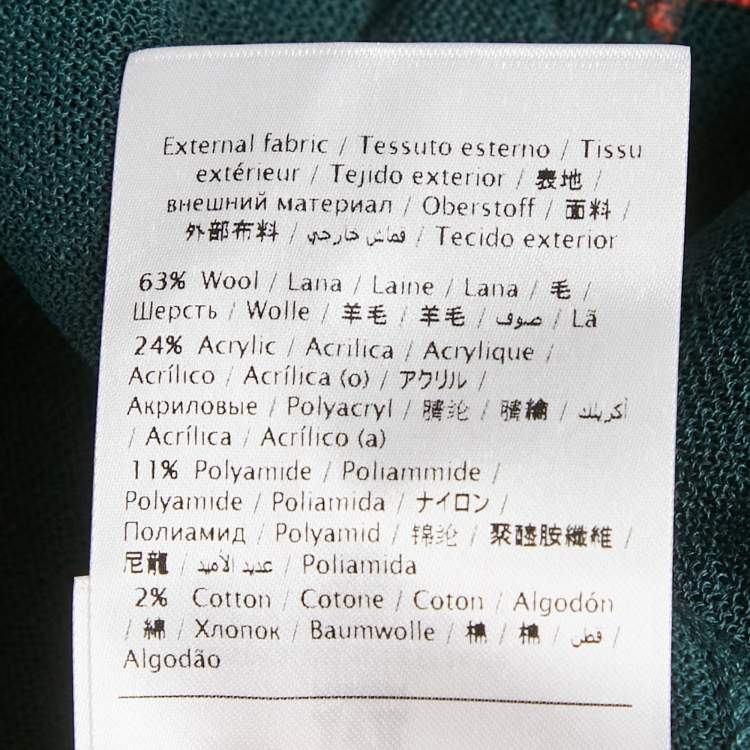 External fabric / Tessuto esterno / Tissu
extérieur / Tejido exterior / 表地 /
внешний материал / Oberstoff / 面料 /
外部布料 / قماش خارجي / Tecido exterior
63% Wool / Lana / Laine / Lana / 毛 /
Шерсть / Wolle / 羊毛 / 羊毛 / صوف / Lã
24% Acrylic / Acrilica / Acrylique /
Acrílico / Acrílica (o) / アクリル /
Акриловые / Polyacryl / 腈纶 / / أكريلك
/ Acrílica / Acrílico (a)
11% Polyamide / Poliammide /
Polyamide / Poliamida / ナイロン /
Полиамид / Polyamid / 锦纶 / 聚醯胺纖維 /
尼龍 / عديد الأميد / Poliamida
2% Cotton / Cotone / Coton / Algodón
/ 綿 / Хлопок / Baumwolle / 棉 / 棉 / قطن /
Algodão